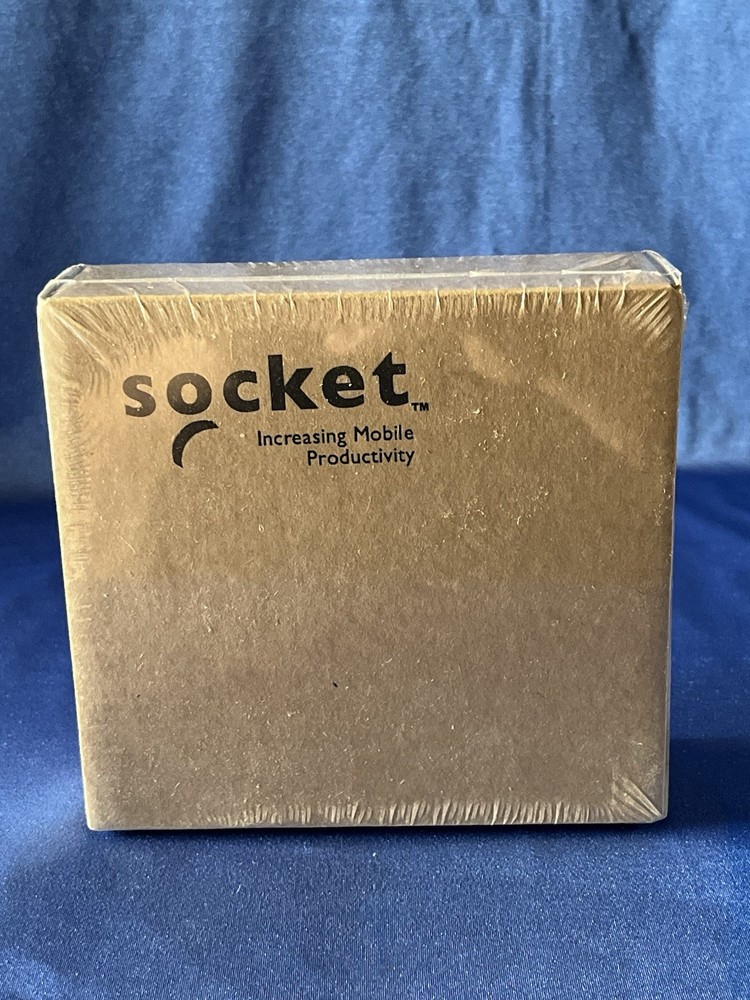 socket™
Increasing Mobile
Productivity